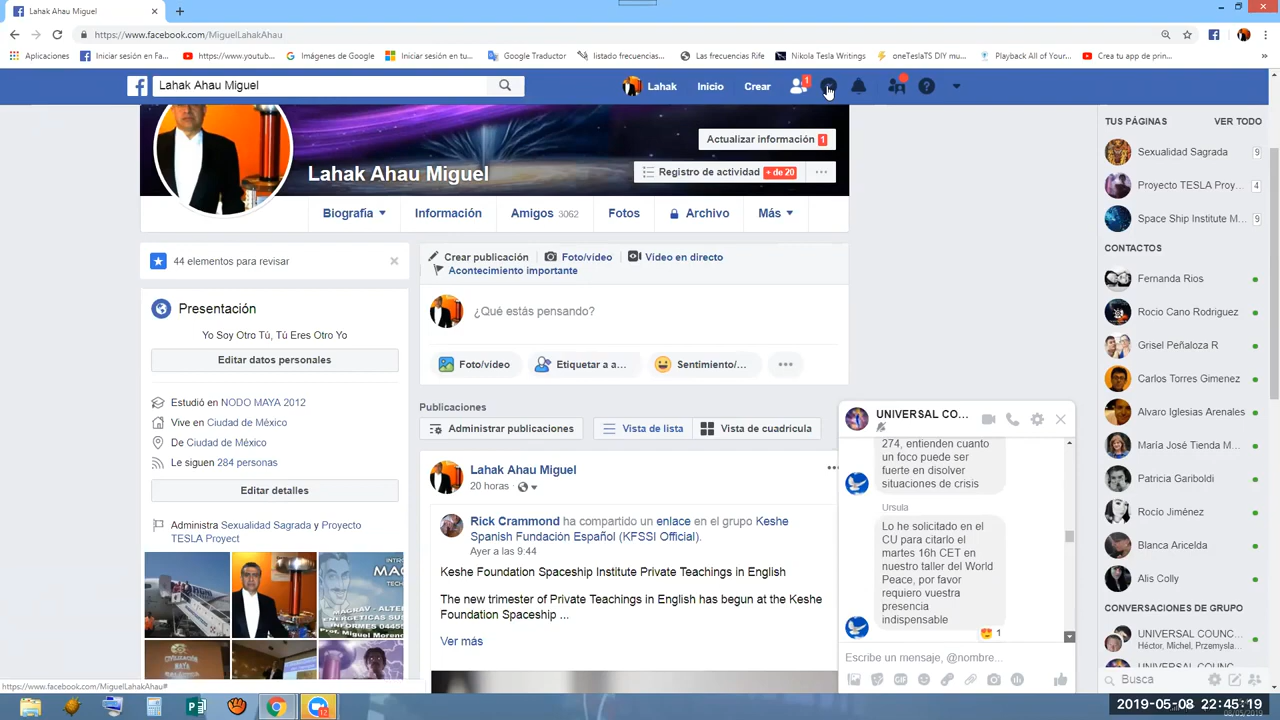 Lahak Ahau Miguel
https://www.facebook.com/MiguelLahakAhau
Aplicaciones
Iniciar sesión en Fa...
https://www.youtub...
Imágenes de Google
Iniciar sesión en tu...
Google Traductor
listado frecuencias...
Las frecuencias Rife
Nikola Tesla Writings
oneTeslaTS DIY mu...
Playback All of Your...
Crea tu app de prin...
Lahak Ahau Miguel
Lahak
Inicio
Crear
1
Actualizar información 1
Lahak Ahau Miguel
Registro de actividad + de 20
Biografía
Información
Amigos 3062
Fotos
Archivo
Más
44 elementos para revisar
Presentación
Yo Soy Otro Tú, Tú Eres Otro Yo
Editar datos personales
Estudió en NODO MAYA 2012
Vive en Ciudad de México
De Ciudad de México
Le siguen 284 personas
Editar detalles
Administra Sexualidad Sagrada y Proyecto
TESLA Proyect
Crear publicación
Foto/video
Video en directo
Acontecimiento importante
¿Qué estás pensando?
Foto/video
Etiquetar a a...
Sentimiento/...
Publicaciones
Administrar publicaciones
Vista de lista
Vista de cuadrícula
Lahak Ahau Miguel
20 horas
Rick Crammond ha compartido un enlace en el grupo Keshe
Spanish Fundación Español (KFSSI Official).
Ayer a las 9:44
Keshe Foundation Spaceship Institute Private Teachings in English
The new trimester of Private Teachings in English has begun at the Keshe
Foundation Spaceship ...
Ver más
UNIVERSAL CO...
274, entienden cuanto
un foco puede ser
fuerte en disolver
situaciones de crisis
Ursula
Lo he solicitado en el
CU para citarlo el
martes 16h CET en
nuestro taller del World
Peace, por favor
requiero vuestra
presencia
indispensable
1
Escribe un mensaje, @nombre...
TUS PÁGINAS
VER TODO
Sexualidad Sagrada 9
Proyecto TESLA Proy... 4
Space Ship Institute M... 9
CONTACTOS
Fernanda Rios
Rocio Cano Rodriguez
Grisel Peñaloza R
Carlos Torres Gimenez
Alvaro Iglesias Arenales
María José Tienda M...
Patricia Gariboldi
Rocío Jiménez
Blanca Aricelda
Alis Colly
CONVERSACIONES DE GRUPO
UNIVERSAL COUNC...
Héctor, Michel, Przemysla...
Busca
https://www.facebook.com/MiguelLahakAhau#
2019-05-08 22:45:19